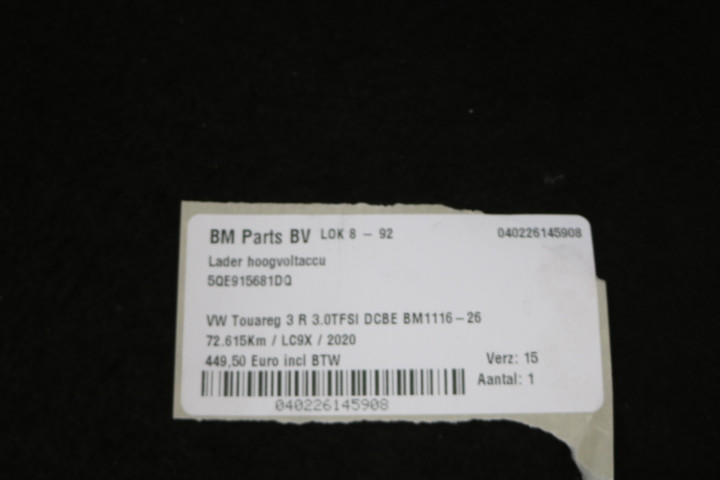 BM Parts BV LOK 8 - 92 040226145908
Lader hoogvoltaccu
5QE915681DQ
VW Touareg 3 R 3.0TFSI DCBE BM1116-26
72.615Km / LC9X / 2020
449,50 Euro incl BTW Verz: 15
Aantal: 1
040226145908